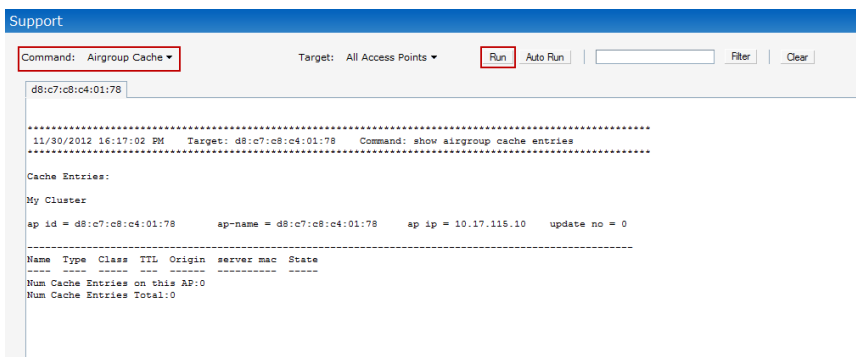 Support
Command: Airgroup Cache ▾ Target: All Access Points ▾ Run Auto Run Filter Clear
d8:c7:c8:c4:01:78
***********************************************************************************************************
11/30/2012 16:17:02 PM Target: d8:c7:c8:c4:01:78 Command: show airgroup cache entries
***********************************************************************************************************
Cache Entries:
My Cluster
ap id = d8:c7:c8:c4:01:78 ap-name = d8:c7:c8:c4:01:78 ap ip = 10.17.115.10 update no = 0
--------------------------------------------------------------------------------------------------------
Name Type Class TTL Origin server mac State
---- ---- ----- --- ------ ---------- -----
Num Cache Entries on this AP:0
Num Cache Entries Total:0